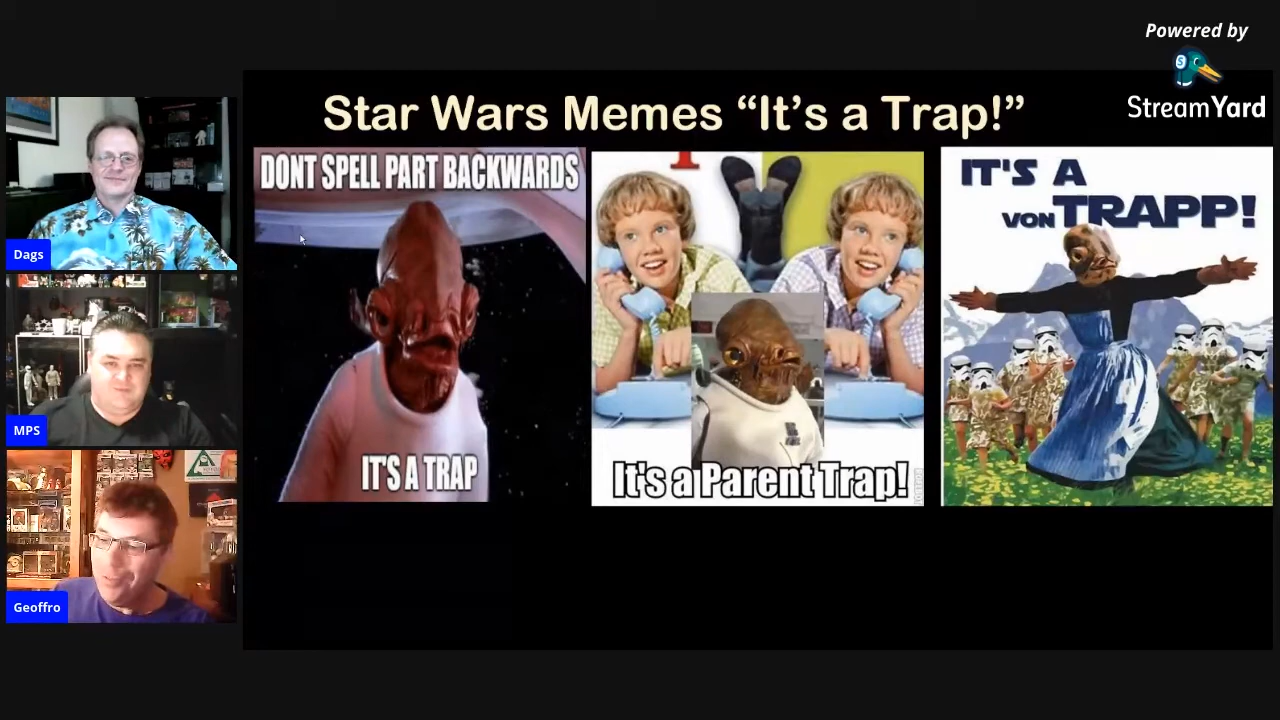 Powered by
StreamYard
Star Wars Memes “It’s a Trap!”
DONT SPELL PART BACKWARDS
IT'S A TRAP
It's a Parent Trap!
IT'S A
VON TRAPP!
Dags
MPS
Geoffro